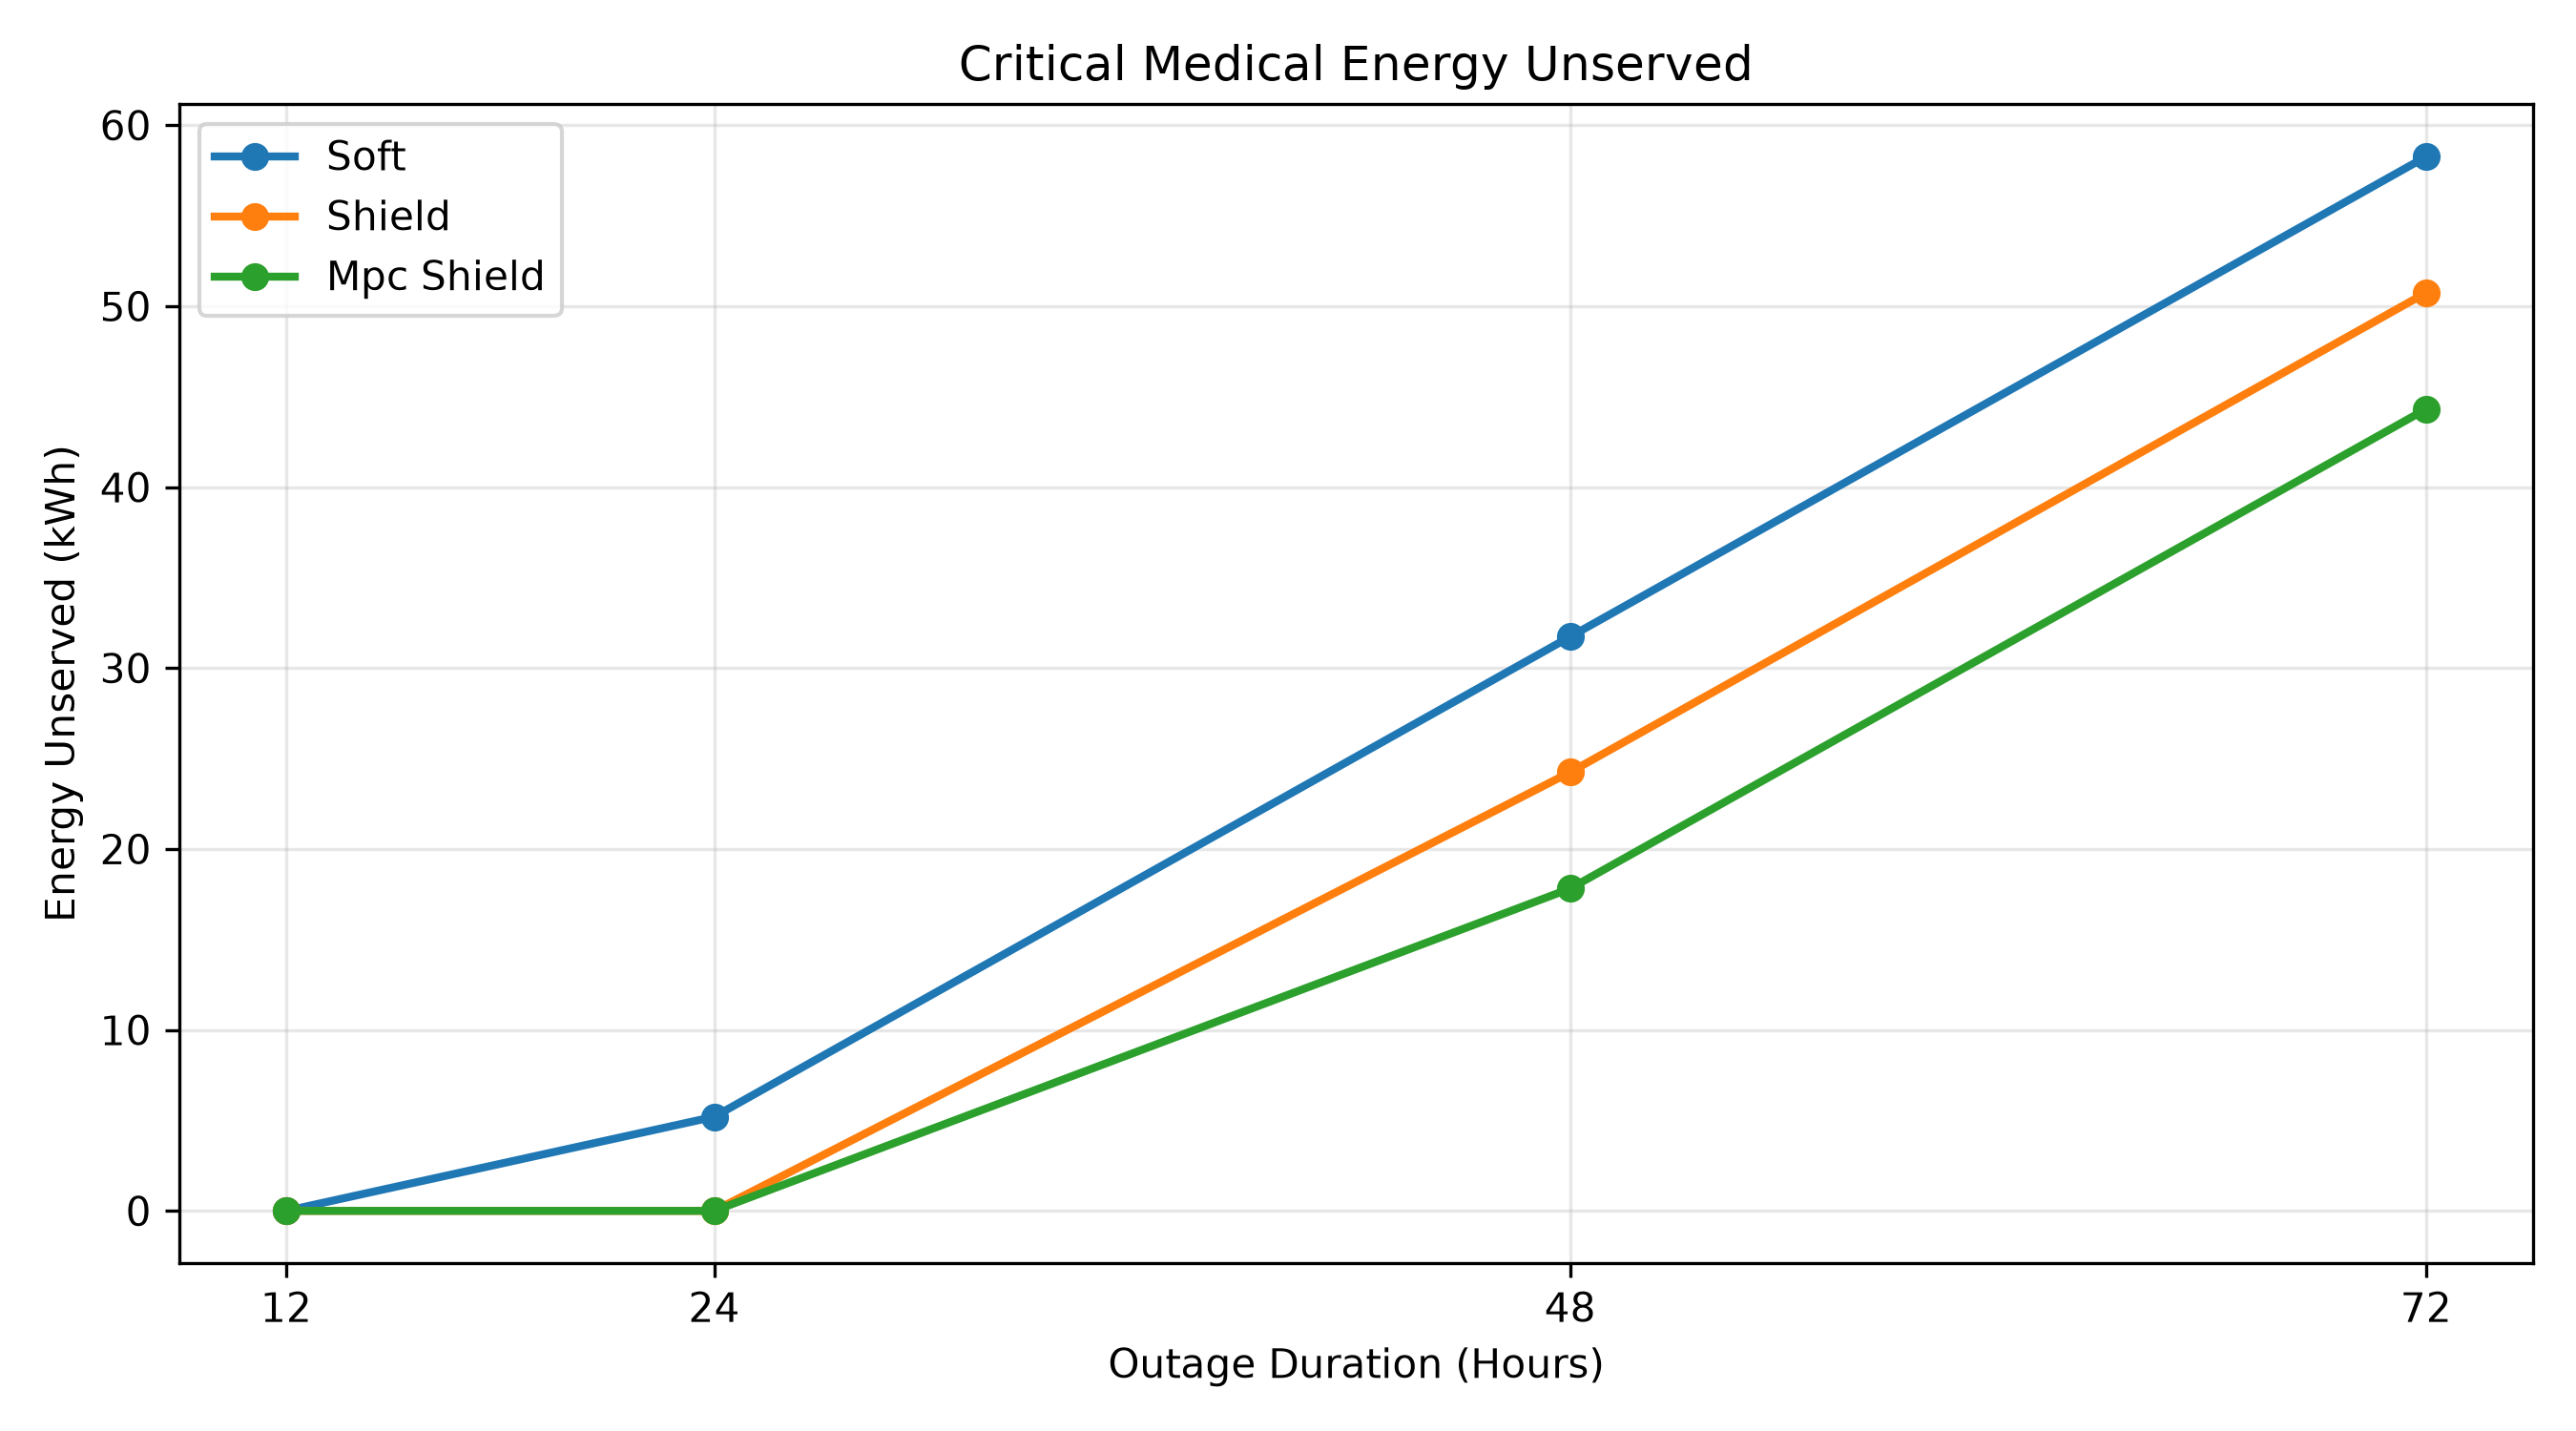 Critical Medical Energy Unserved
Soft
Shield
Mpc Shield
60
50
40
30
20
10
0
Energy Unserved (kWh)
12
24
48
72
Outage Duration (Hours)